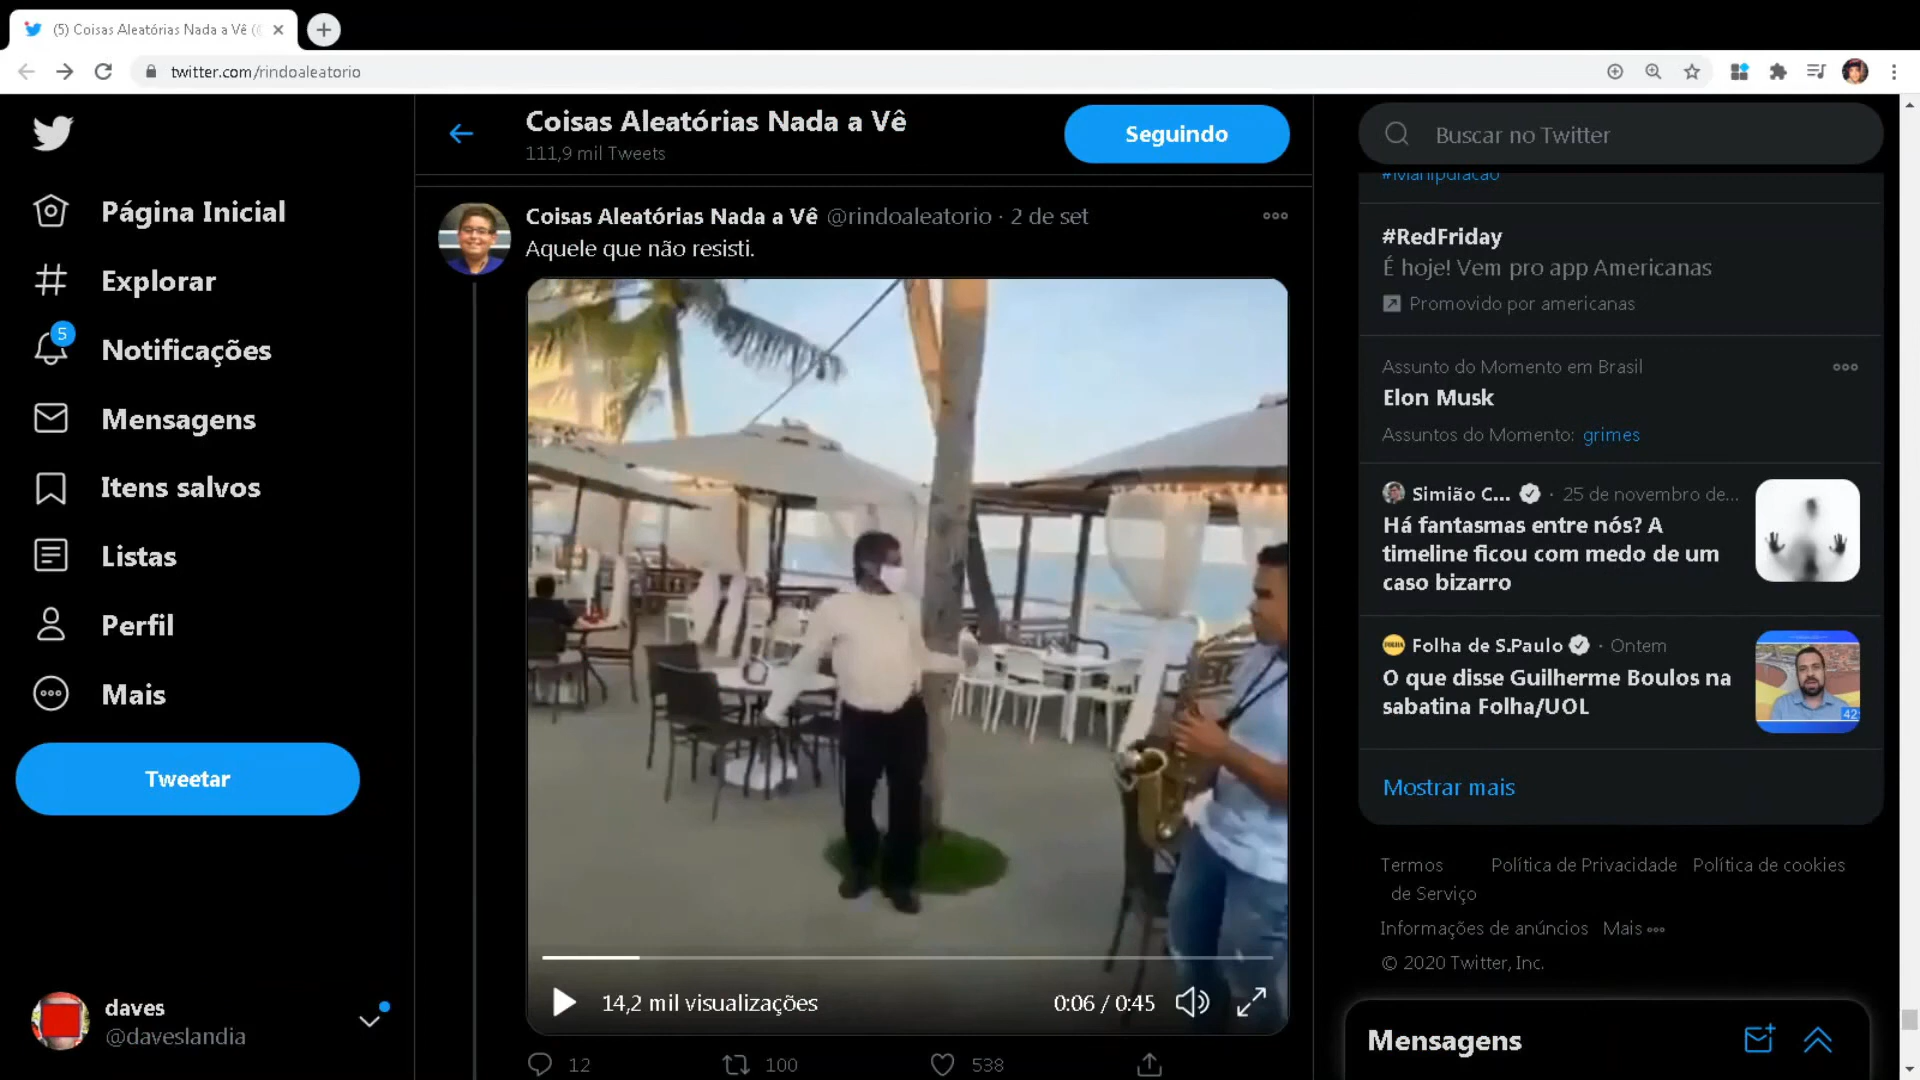 (5) Coisas Aleatórias Nada a Vê (
twitter.com/rindoaleatorio
Página Inicial
Explorar
5
Notificações
Mensagens
Itens salvos
Listas
Perfil
Mais
Tweetar
daves
@daveslandia
Coisas Aleatórias Nada a Vê
111,9 mil Tweets
Seguindo
Coisas Aleatórias Nada a Vê @rindoaleatorio · 2 de set
Aquele que não resisti.
14,2 mil visualizações
0:06 / 0:45
12 100 538
Buscar no Twitter
#Manipulacao
#RedFriday
É hoje! Vem pro app Americanas
Promovido por americanas
Assunto do Momento em Brasil
Elon Musk
Assuntos do Momento: grimes
Simião C... · 25 de novembro de...
Há fantasmas entre nós? A
timeline ficou com medo de um
caso bizarro
FOLHA
Folha de S.Paulo · Ontem
O que disse Guilherme Boulos na
sabatina Folha/UOL
42
Mostrar mais
Termos de Serviço
Política de Privacidade
Política de cookies
Informações de anúncios
Mais
© 2020 Twitter, Inc.
Mensagens